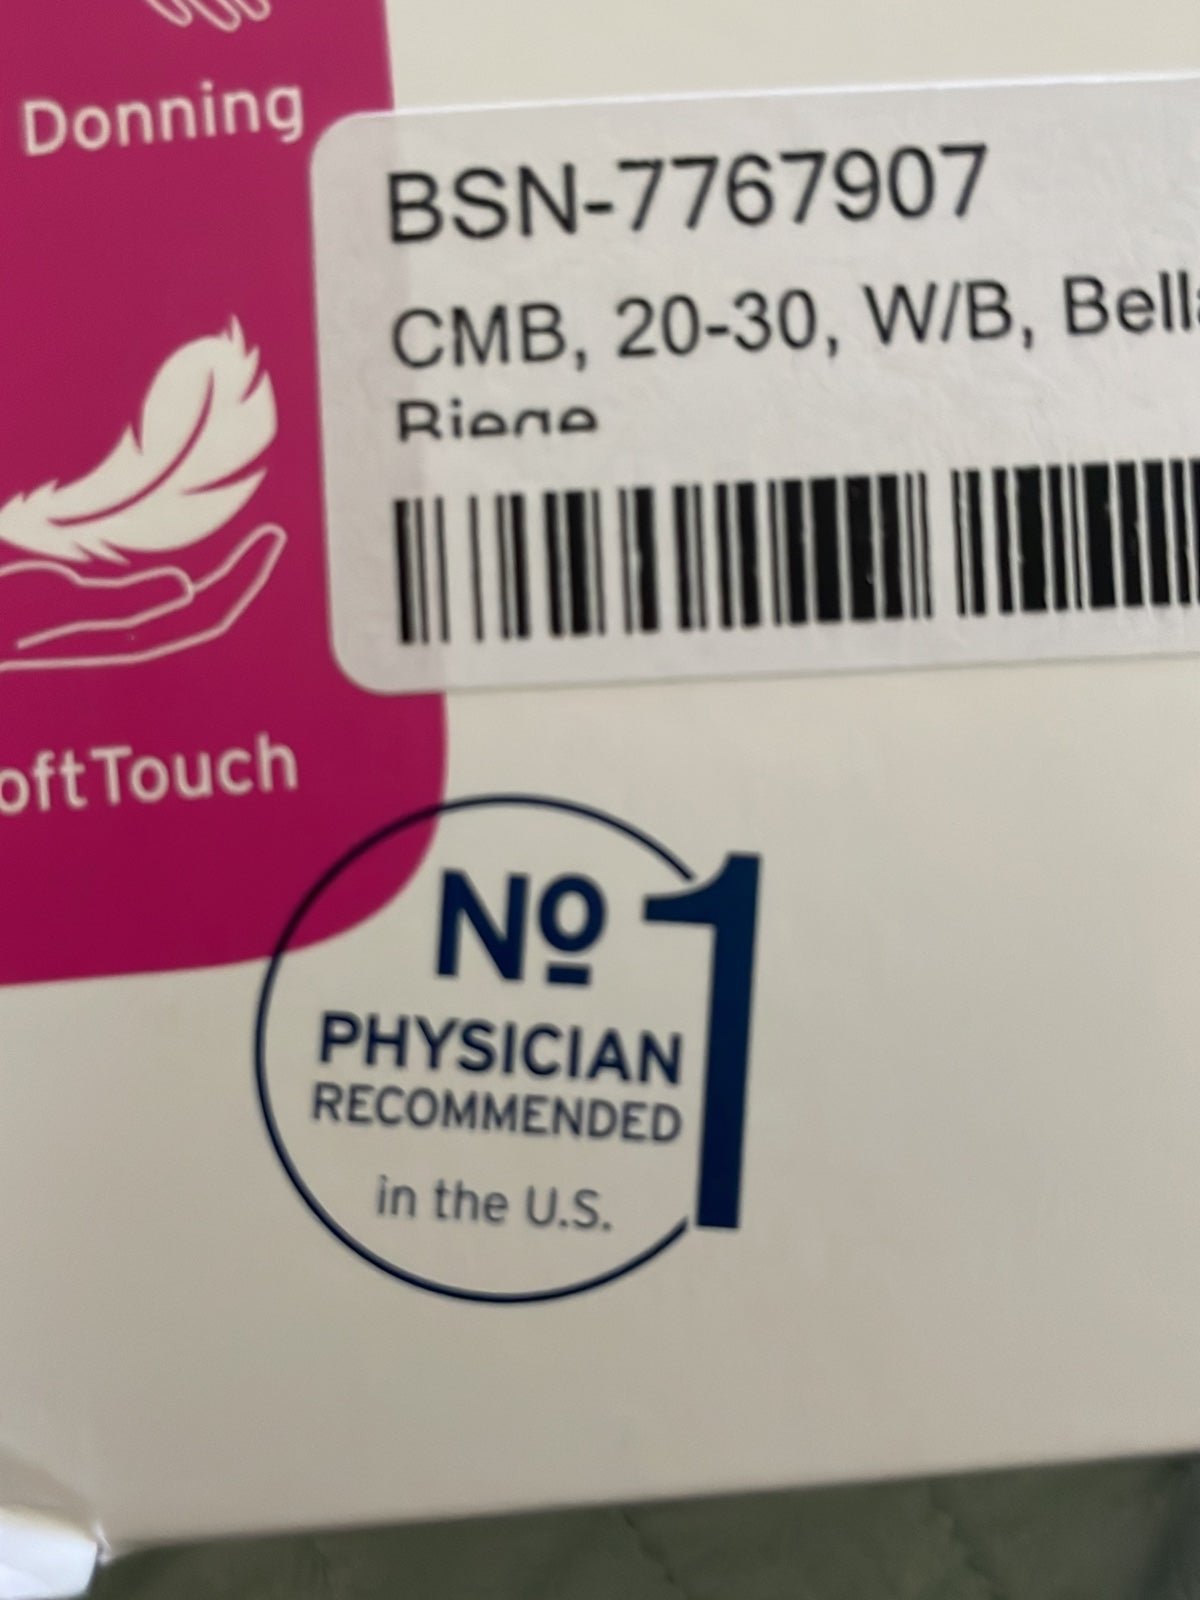 Donning
BSN-7767907
CMB, 20-30, W/B, Bell
oftTouch
Nº1
PHYSICIAN
RECOMMENDED
in the U.S.